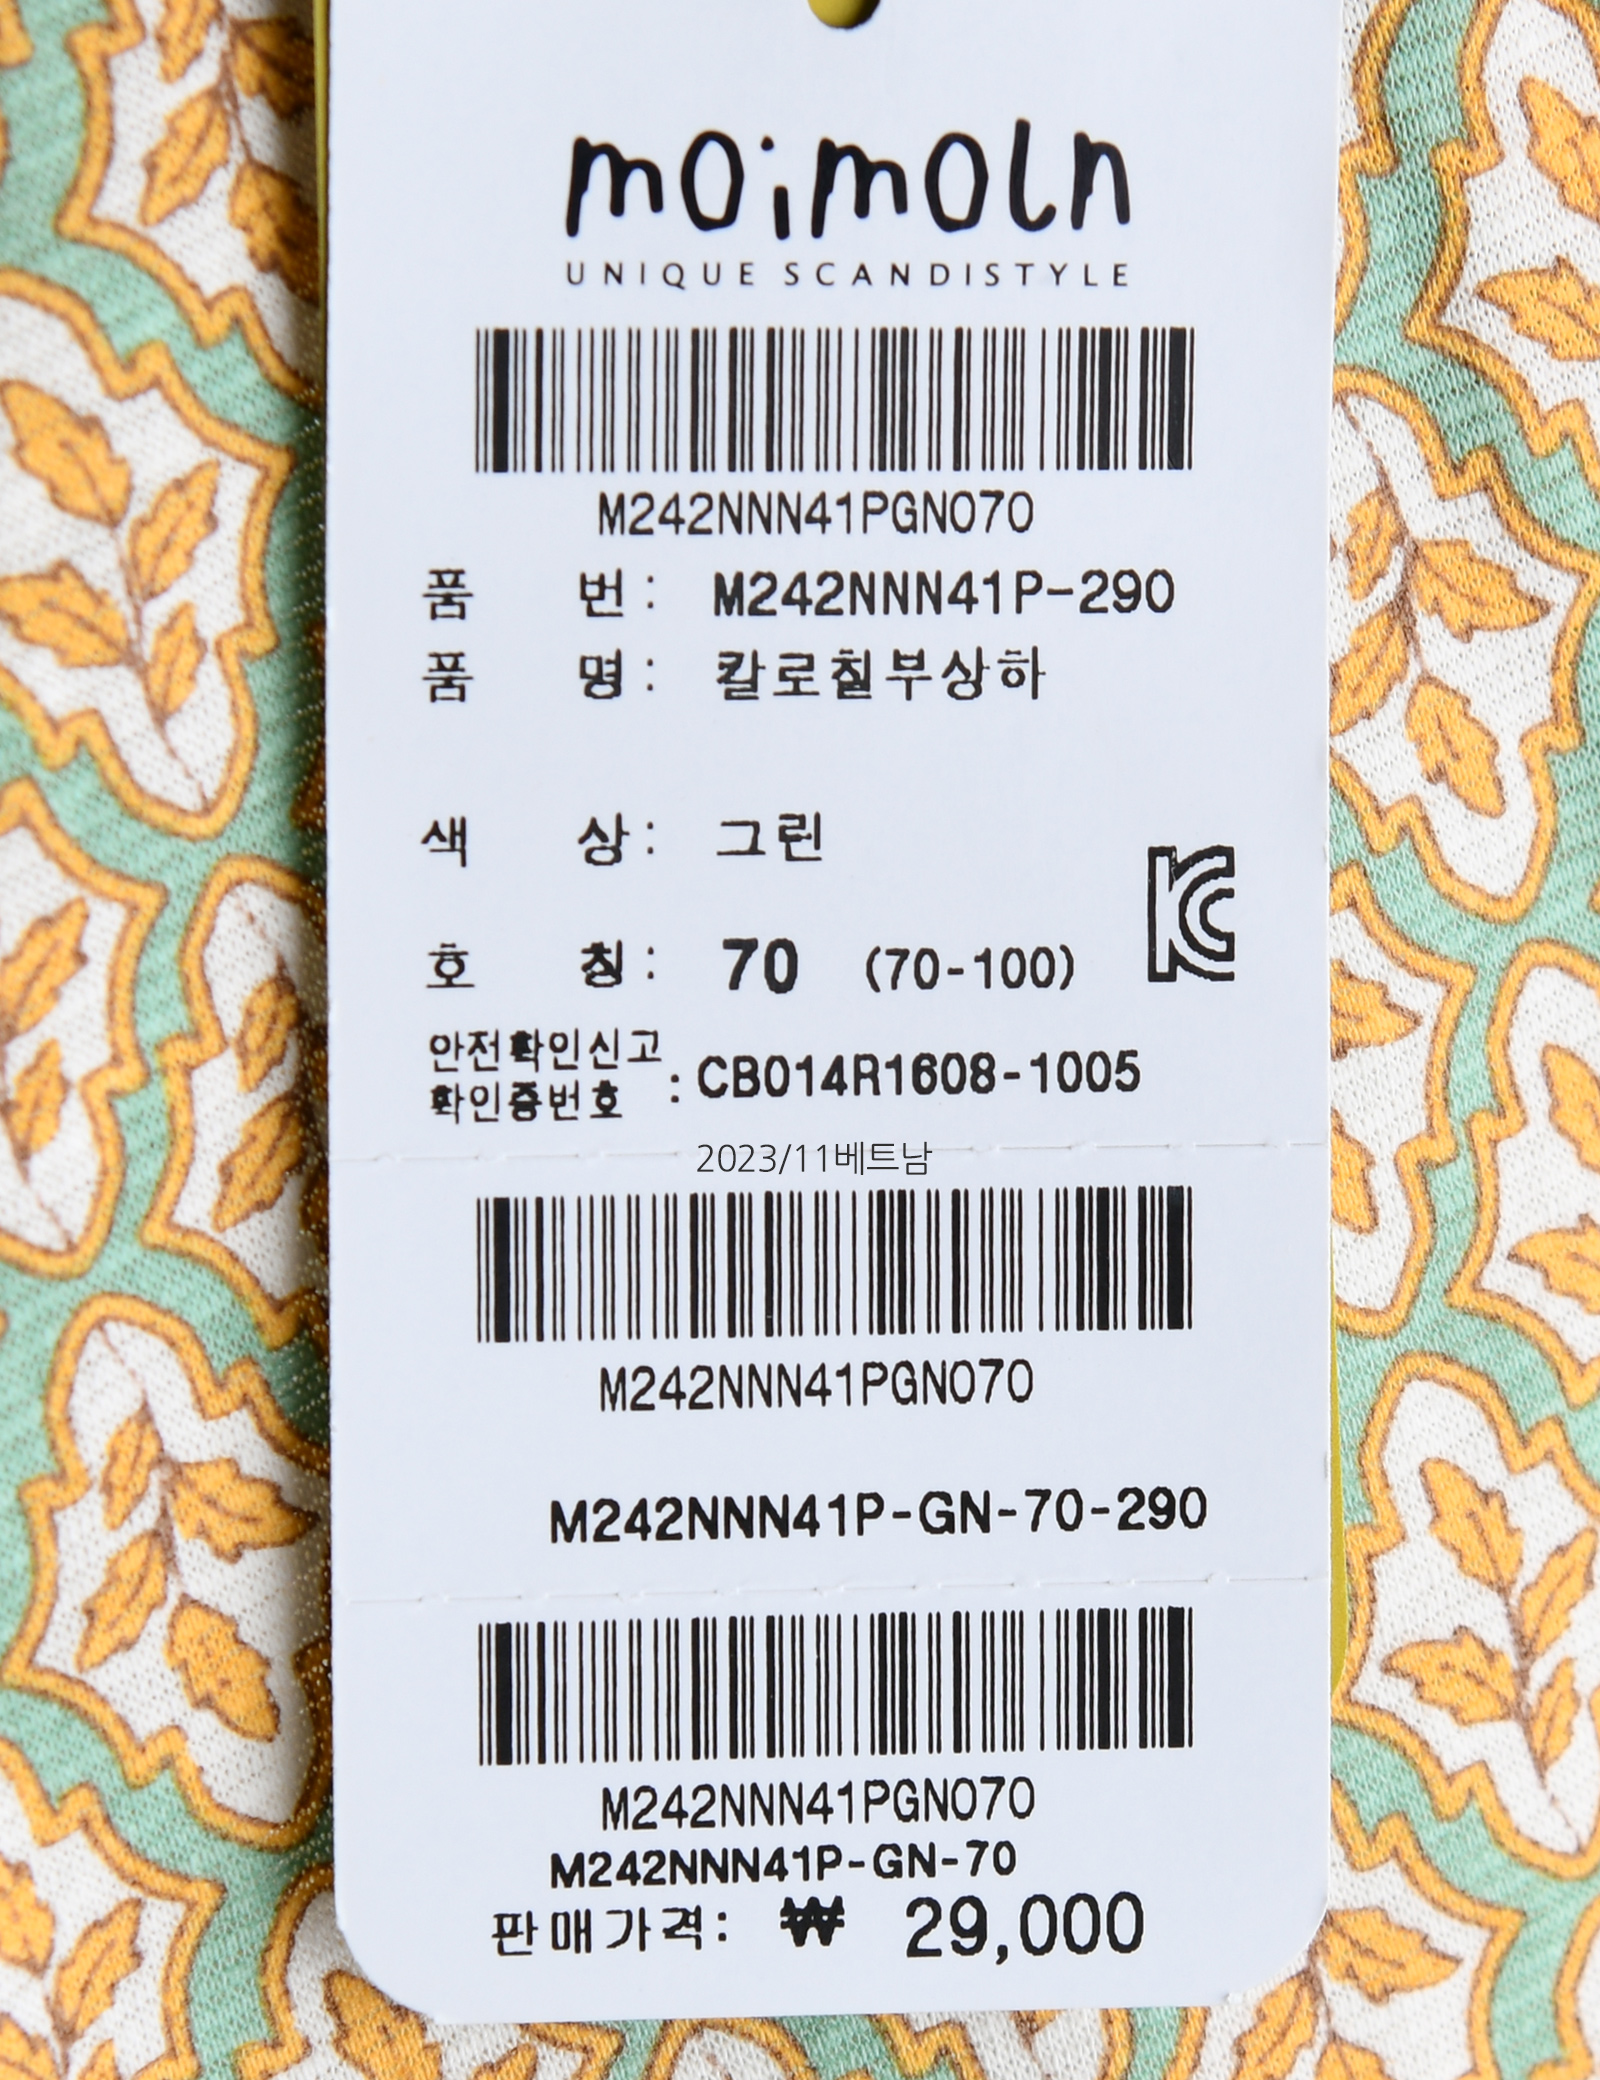 moimoln
UNIQUE SCANDISTYLE
M242NNN41PGN070
품 번: M242NNN41P-290
품 명: 칼로칠부상하
색 상: 그린
호 칭: 70 (70-100)
안전확인신고
확인증번호 : CB014R1608-1005
2023/11베트남
M242NNN41PGN070
M242NNN41P-GN-70-290
M242NNN41PGN070
M242NNN41P-GN-70
판매가격: ₩ 29,000